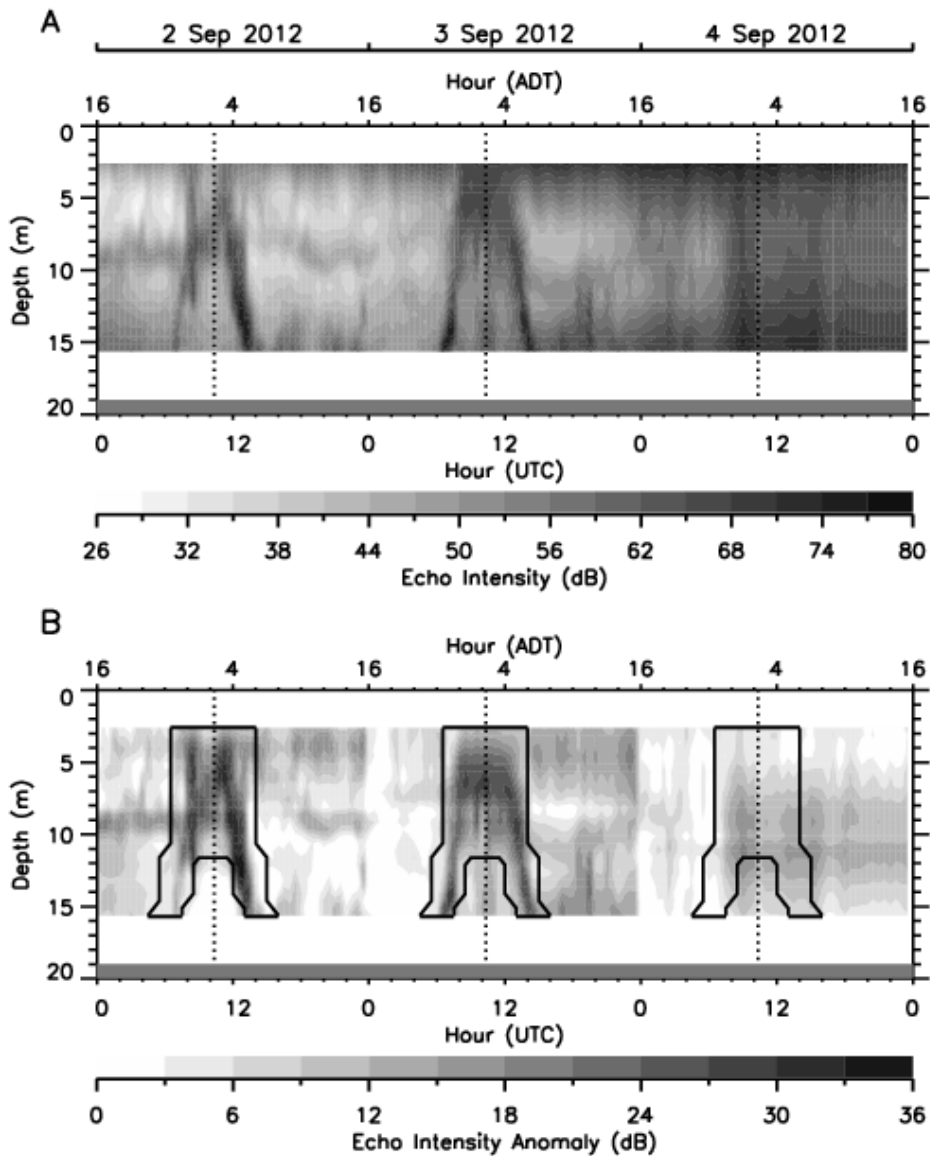 A
2 Sep 2012 3 Sep 2012 4 Sep 2012
Hour (ADT)
16 4 16 4 16 4 16
0
5
10
15
20
Depth (m)
0 12 0 12 0 12 0
Hour (UTC)
26 32 38 44 50 56 62 68 74 80
Echo Intensity (dB)
B
Hour (ADT)
16 4 16 4 16 4 16
0
5
10
15
20
Depth (m)
0 12 0 12 0 12 0
Hour (UTC)
0 6 12 18 24 30 36
Echo Intensity Anomaly (dB)